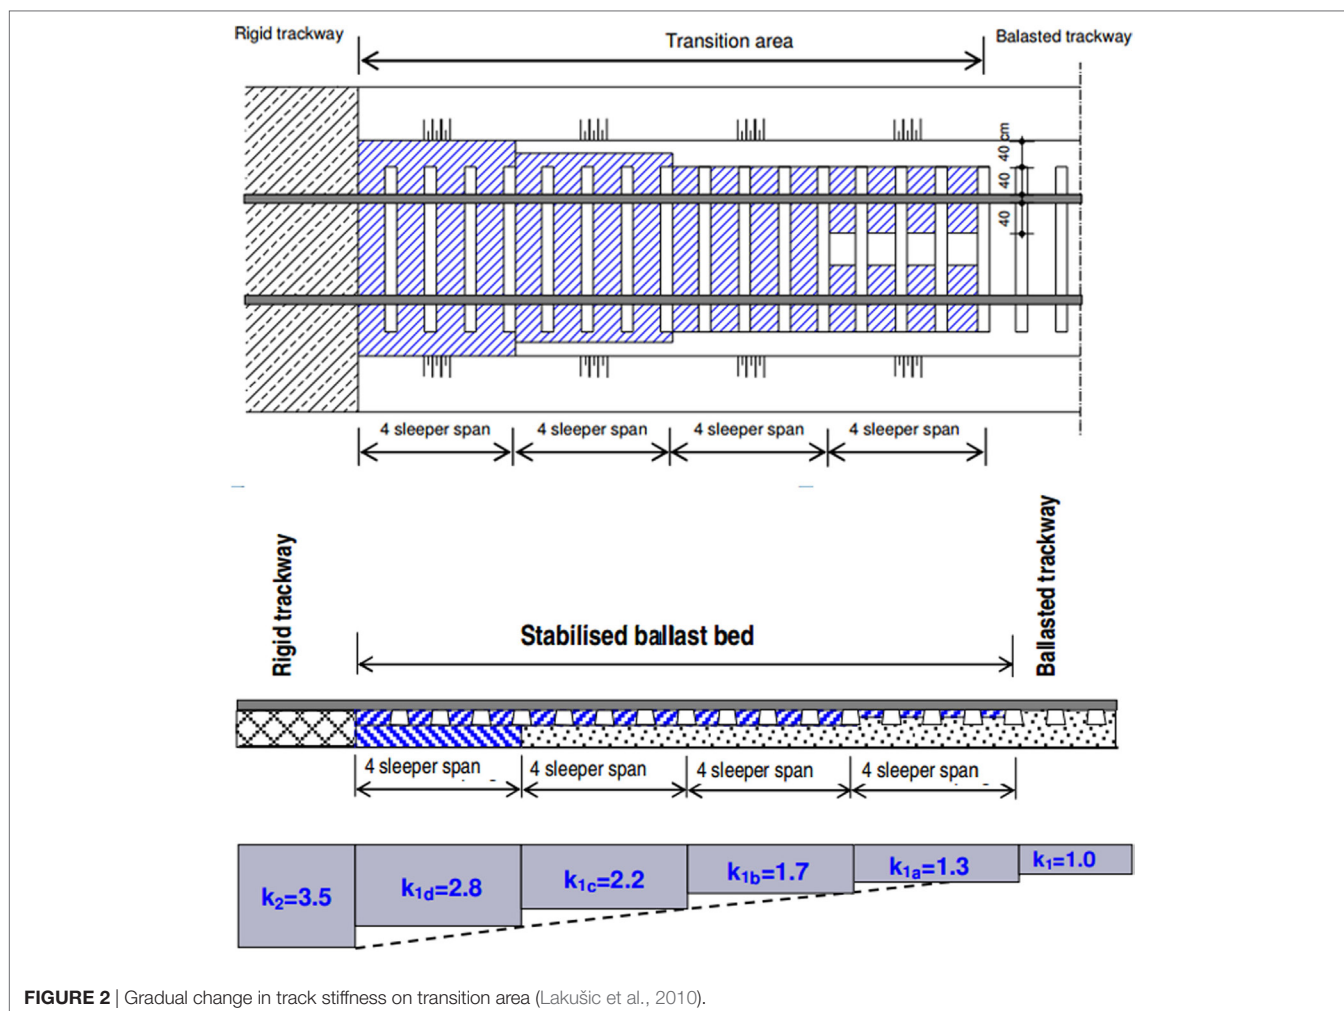 Rigid trackway
Transition area
Balasted trackway
40 cm
40
40
4 sleeper span
4 sleeper span
4 sleeper span
4 sleeper span
Rigid trackway
Stabilised ballast bed
Ballasted trackway
4 sleeper span
4 sleeper span
4 sleeper span
4 sleeper span
k2=3.5
k1d=2.8
k1c=2.2
k1b=1.7
k1a=1.3
k1=1.0
FIGURE 2 | Gradual change in track stiffness on transition area (Lakušic et al., 2010).